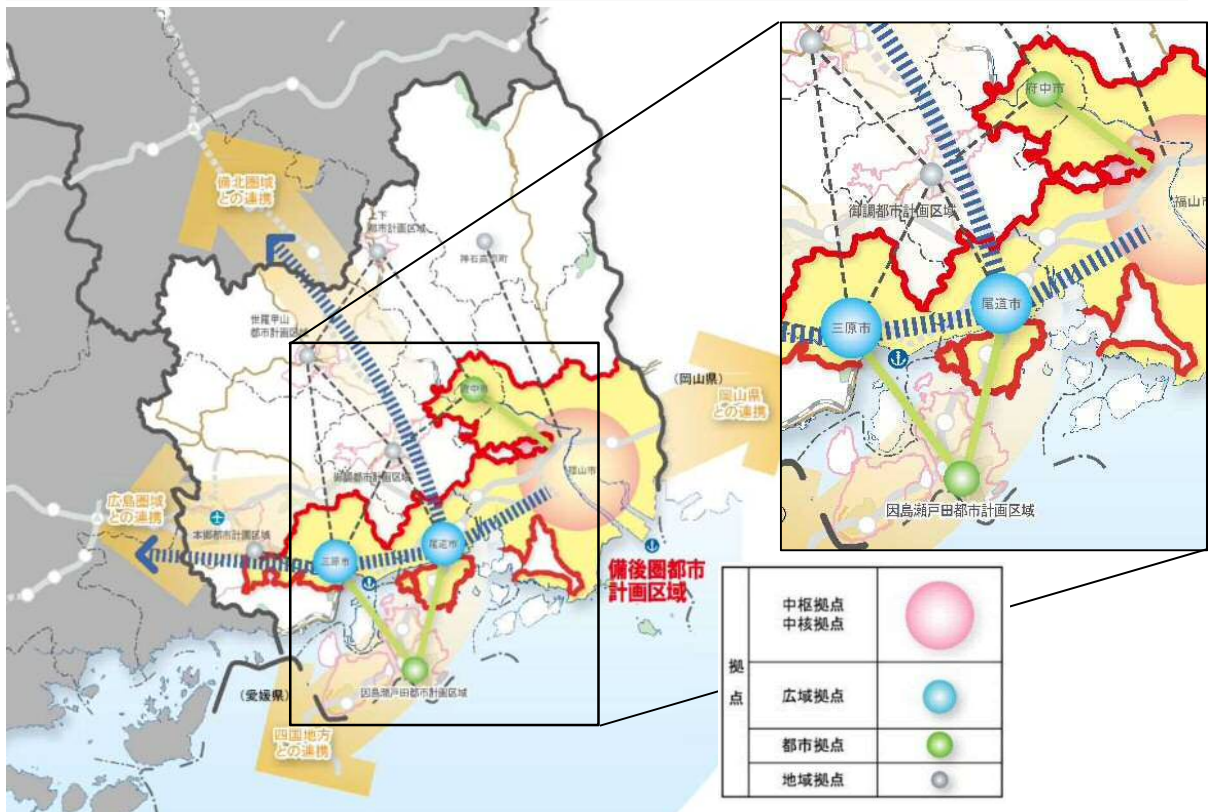 備北圏域
との連携
上下
都市計画区域
神石高原町
世羅甲山
都市計画区域
府中市
(岡山県)
岡山県
との連携
福山市
御調都市計画区域
広島圏域
との連携
本郷都市計画区域
三原市
尾道市
備後圏都市
計画区域
(愛媛県)
因島瀬戸田都市計画区域
四国地方
との連携
府中市
福山市
御調都市計画区域
尾道市
三原市
因島瀬戸田都市計画区域
拠点
中枢拠点
中核拠点
広域拠点
都市拠点
地域拠点